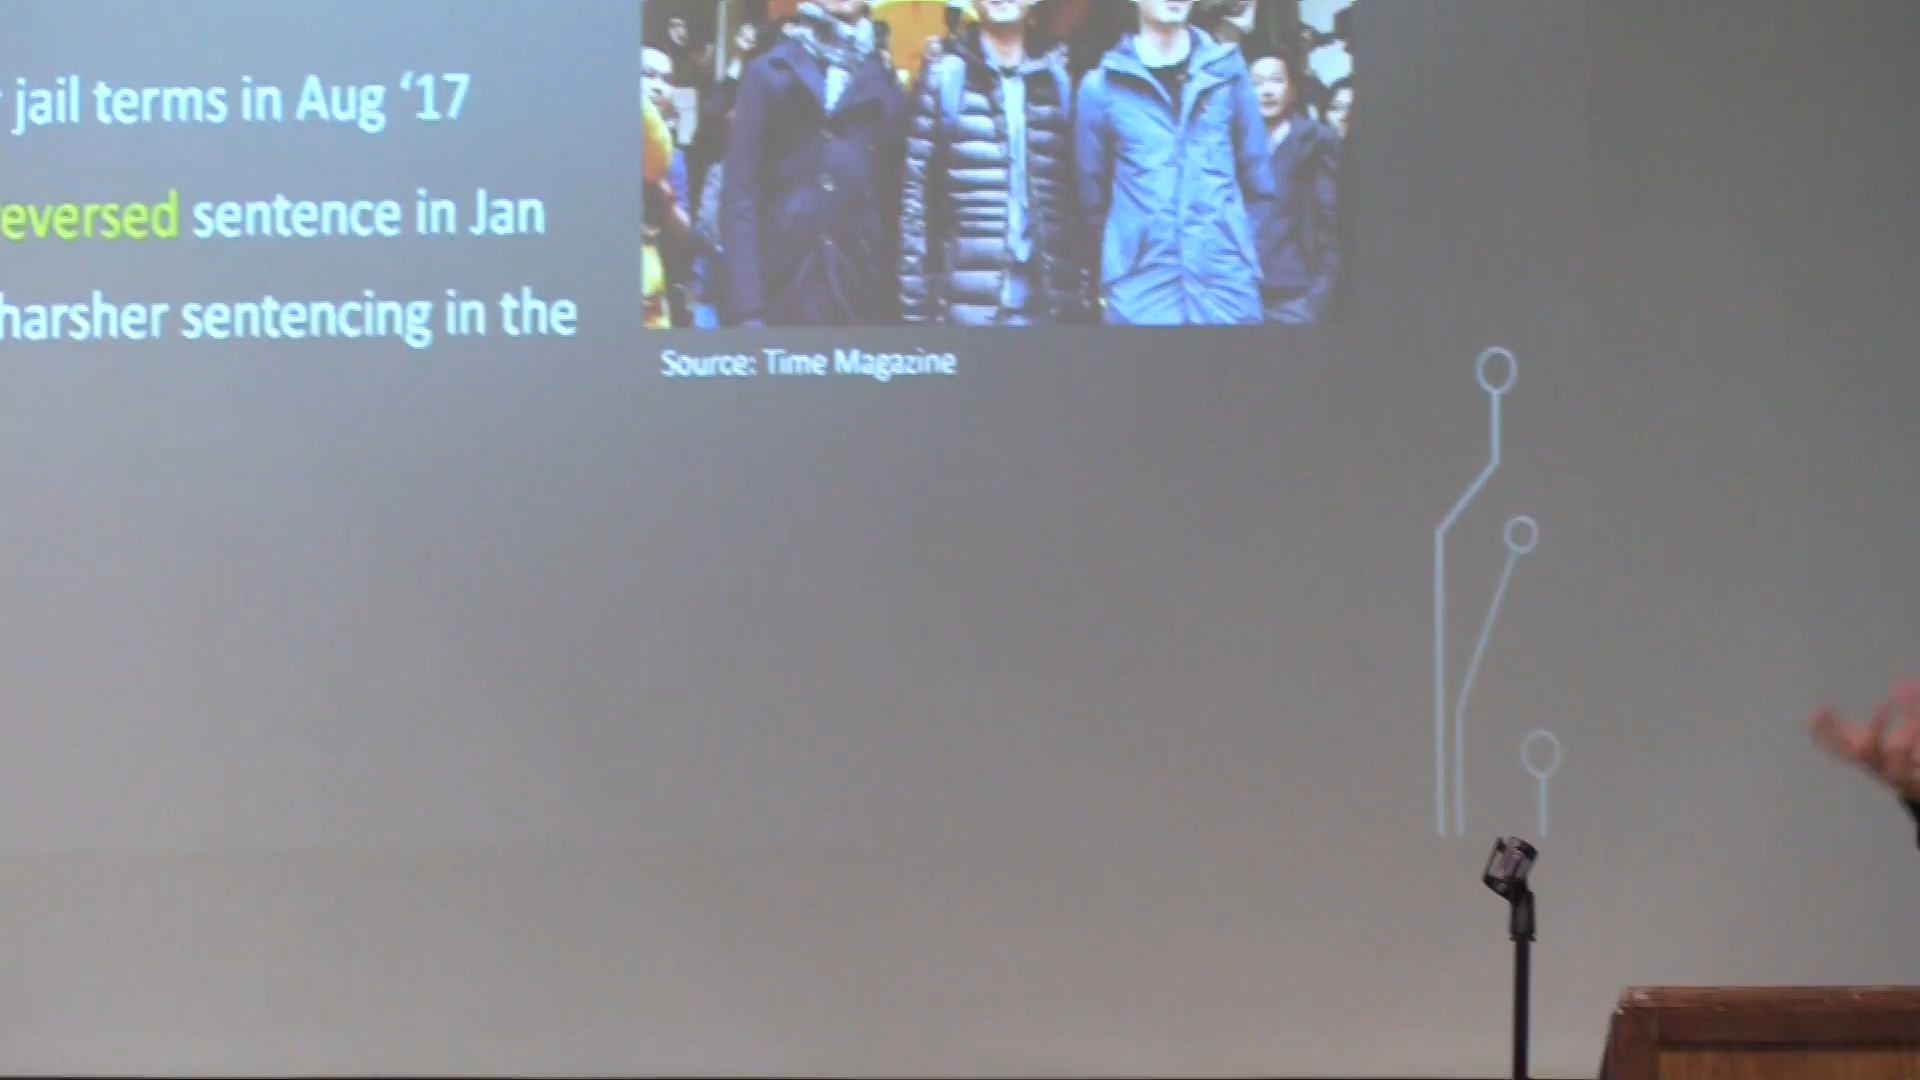 jail terms in Aug ‘17
eversed sentence in Jan
harsher sentencing in the
Source: Time Magazine